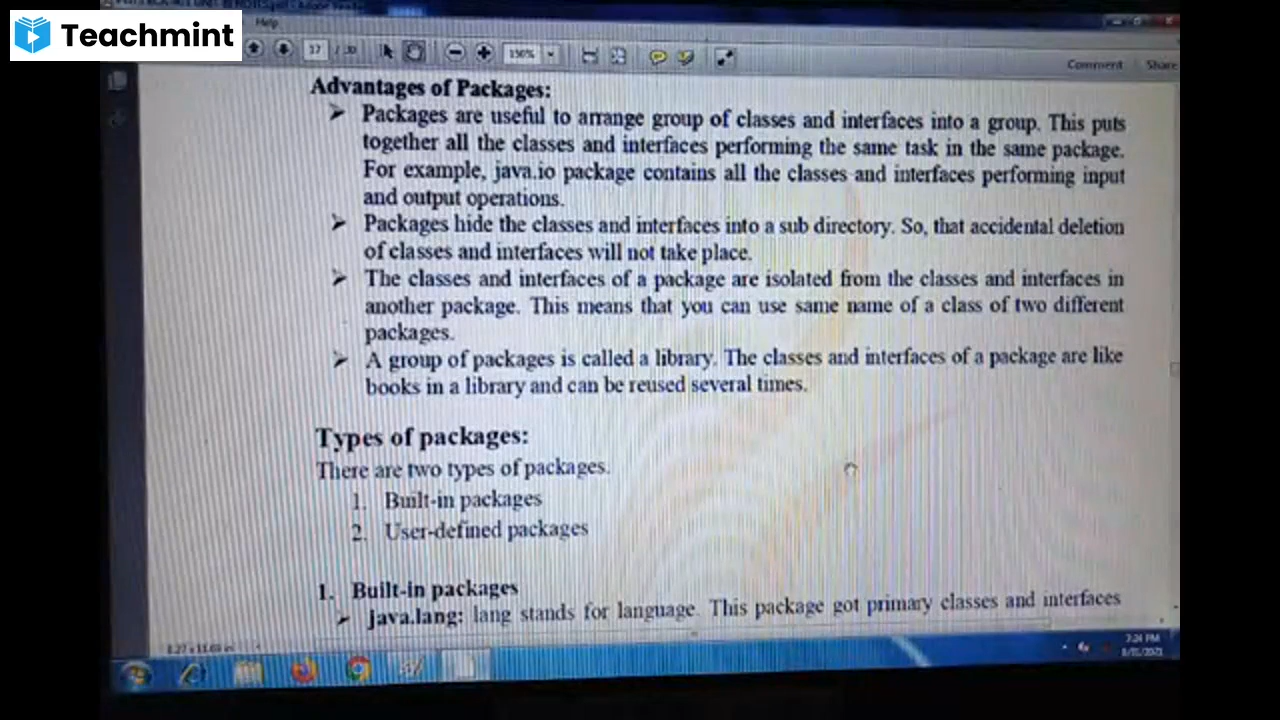 Teachmint
Help
17 / 30
150%
Comment Share
Advantages of Packages:
➢ Packages are useful to arrange group of classes and interfaces into a group. This puts
together all the classes and interfaces performing the same task in the same package.
For example, java.io package contains all the classes and interfaces performing input
and output operations.
➢ Packages hide the classes and interfaces into a sub directory. So, that accidental deletion
of classes and interfaces will not take place.
➢ The classes and interfaces of a package are isolated from the classes and interfaces in
another package. This means that you can use same name of a class of two different
packages.
➢ A group of packages is called a library. The classes and interfaces of a package are like
books in a library and can be reused several times.
Types of packages:
There are two types of packages.
1. Built-in packages
2. User-defined packages
1. Built-in packages
➢ java.lang: lang stands for language. This package got primary classes and interfaces
7:24 PM